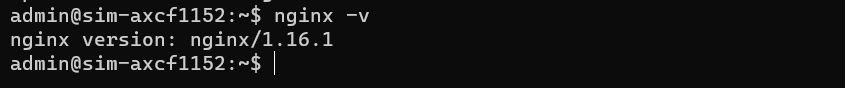 admin@sim-axcf1152:~$ nginx -v
nginx version: nginx/1.16.1
admin@sim-axcf1152:~$